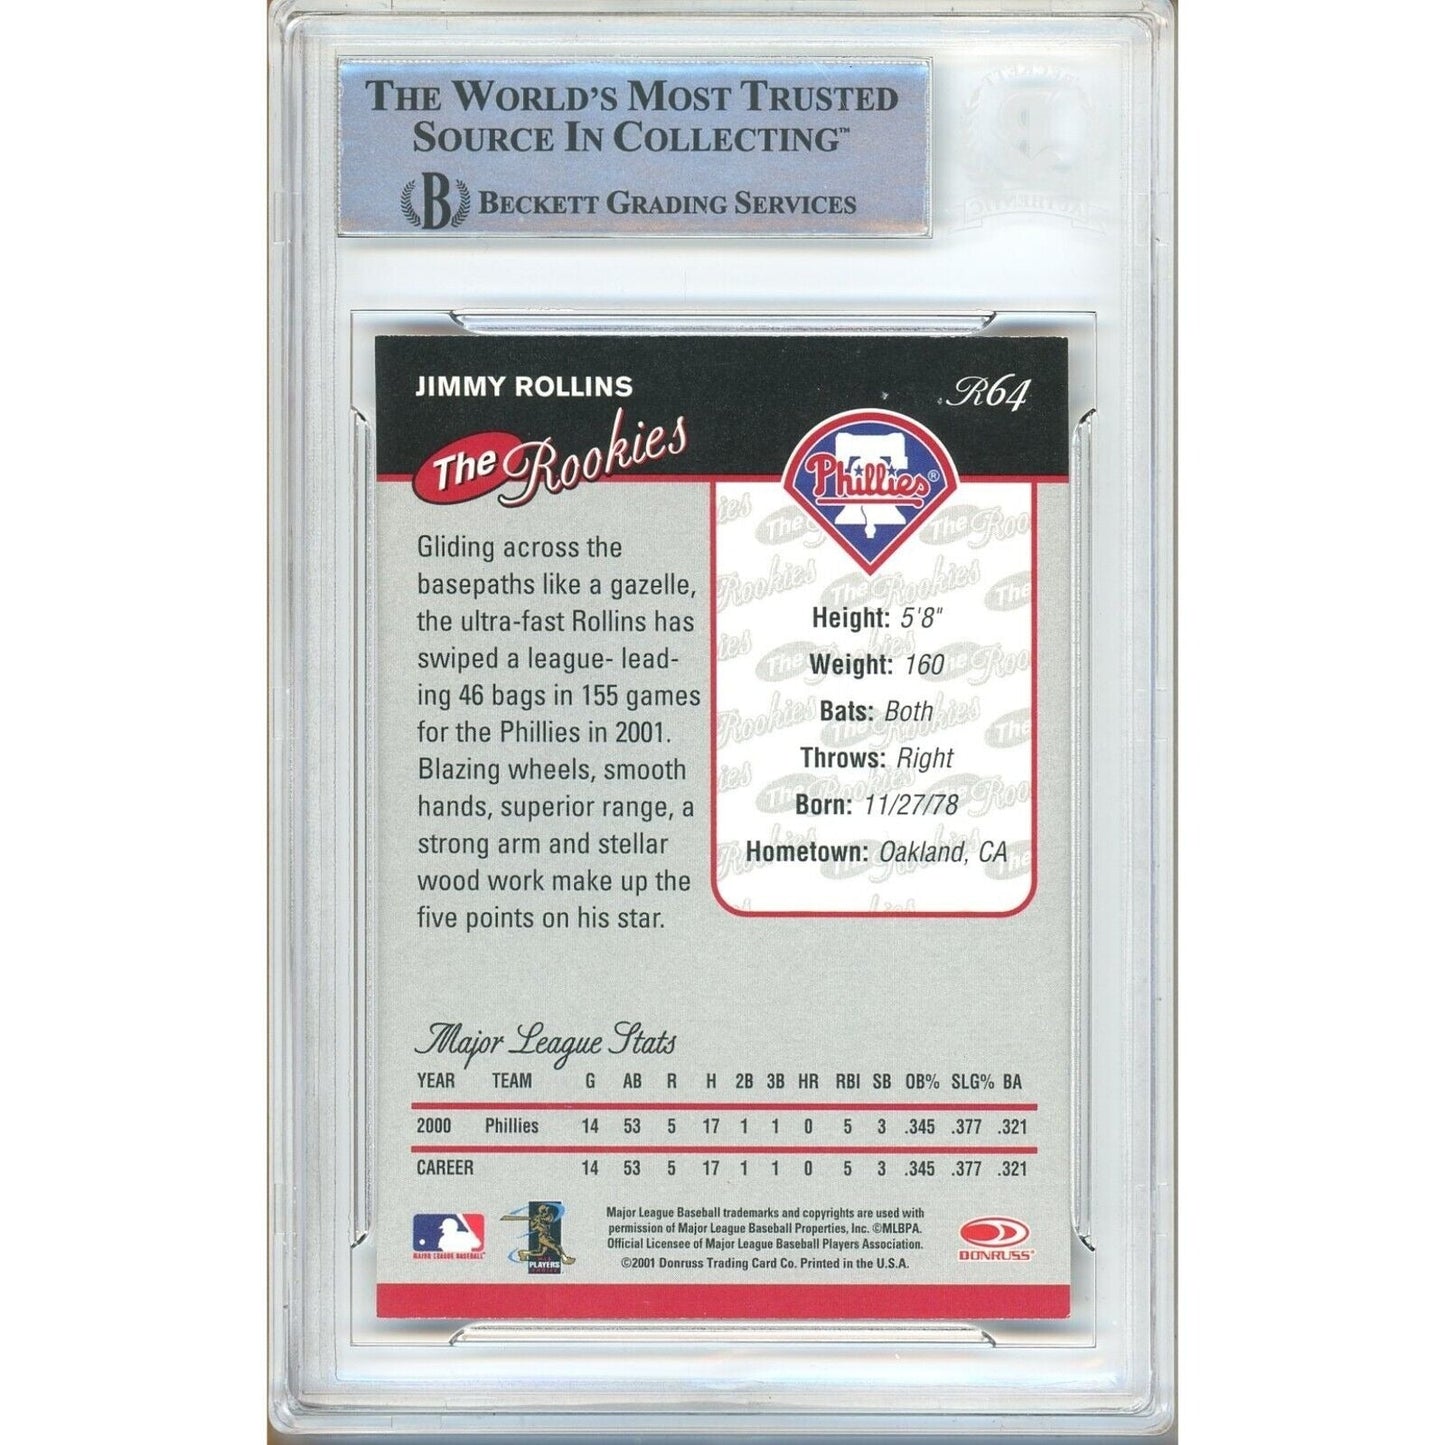 THE WORLD'S MOST TRUSTED
SOURCE IN COLLECTING™
B BECKETT GRADING SERVICES
JIMMY ROLLINS
R64
The Rookies
Phillies®
Gliding across the
basepaths like a gazelle,
the ultra-fast Rollins has
swiped a league- lead-
ing 46 bags in 155 games
for the Phillies in 2001.
Blazing wheels, smooth
hands, superior range, a
strong arm and stellar
wood work make up the
five points on his star.
Height: 5'8"
Weight: 160
Bats: Both
Throws: Right
Born: 11/27/78
Hometown: Oakland, CA
Major League Stats
YEAR TEAM G AB R H 2B 3B HR RBI SB OB% SLG% BA
2000 Phillies 14 53 5 17 1 1 0 5 3 .345 .377 .321
CAREER 14 53 5 17 1 1 0 5 3 .345 .377 .321
MAJOR LEAGUE BASEBALL
PLAYERS
CHOICE
Major League Baseball trademarks and copyrights are used with
permission of Major League Baseball Properties, Inc. ©MLBPA.
Official Licensee of Major League Baseball Players Association.
©2001 Donruss Trading Card Co. Printed in the U.S.A.
DONRUSS